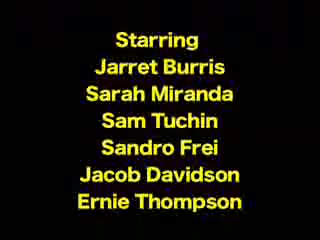 Starring
Jarret Burris
Sarah Miranda
Sam Tuchin
Sandro Frei
Jacob Davidson
Ernie Thompson